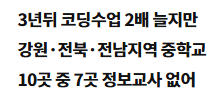 3년뒤 코딩수업 2배 늘지만
강원·전북·전남지역 중학교
10곳 중 7곳 정보교사 없어